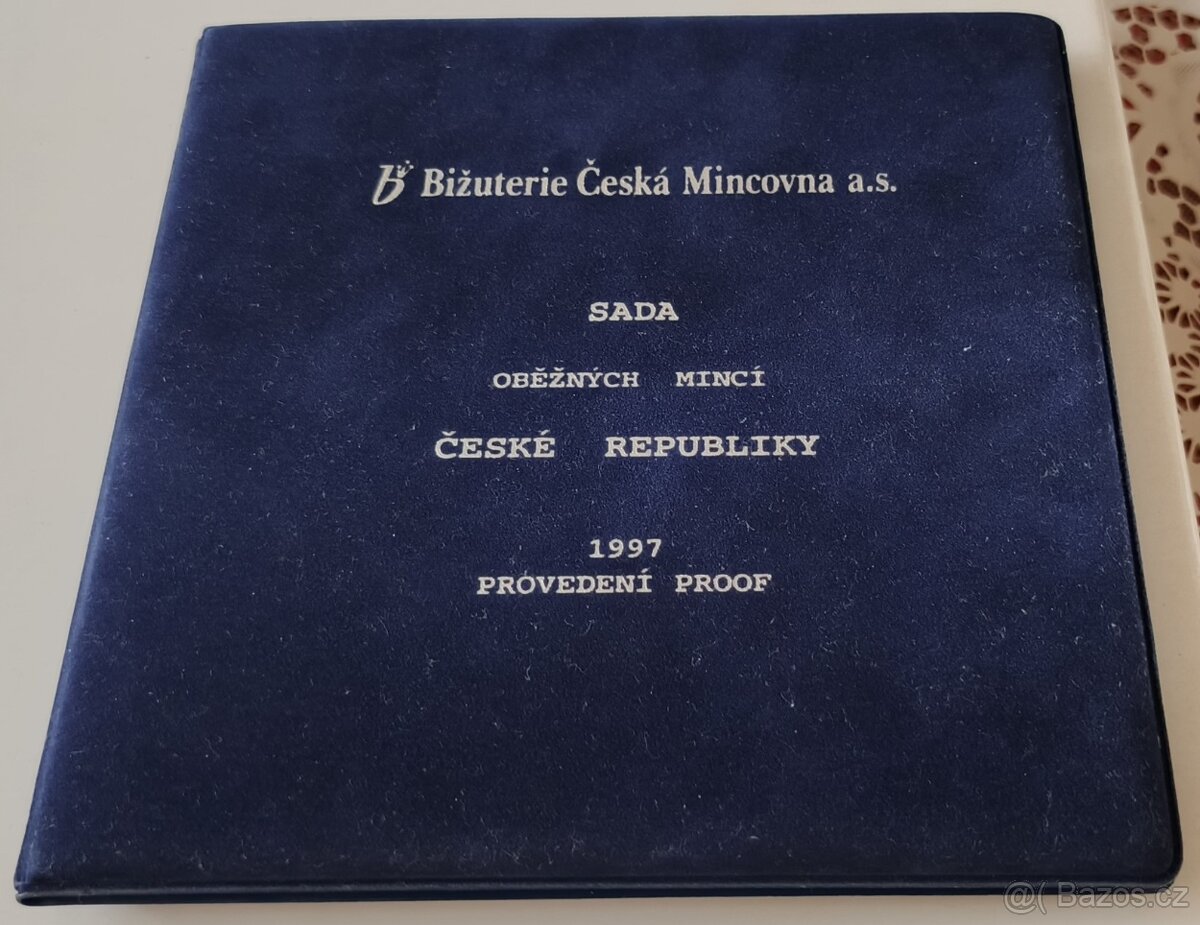 Bižuterie Česká Mincovna a.s.
SADA
OBĚŽNÝCH MINCÍ
ČESKÉ REPUBLIKY
1997
PROVEDENÍ PROOF
@( Bazos.cz